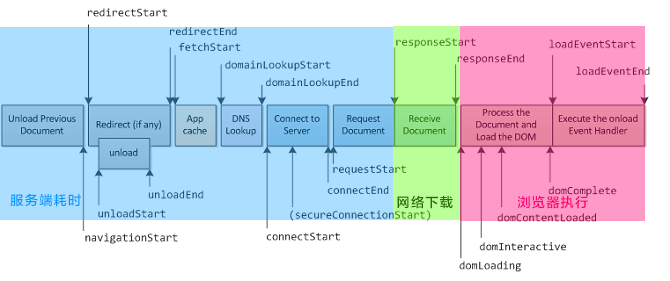 redirectStart
redirectEnd
fetchStart
domainLookupStart
domainLookupEnd
responseStart
responseEnd
loadEventStart
loadEventEnd
Unload Previous
Document
Redirect (if any)
unload
App
cache
DNS
Lookup
Connect to
Server
Request
Document
Receive
Document
Process the
Document and
Load the DOM
Execute the onload
Event Handler
requestStart
connectEnd
unloadEnd
unloadStart
(secureConnectionStart)
domComplete
domContentLoaded
服务端耗时
网络下载
浏览器执行
navigationStart
connectStart
domInteractive
domLoading